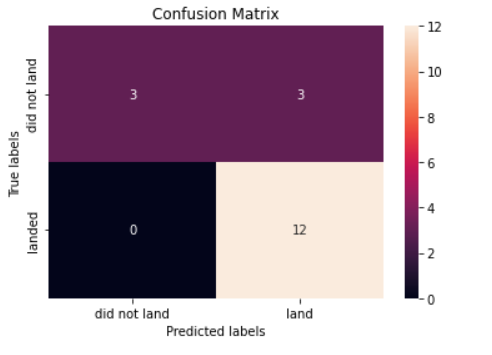 Confusion Matrix
12
10
8
6
4
2
0
True labels
did not land
landed
3
3
0
12
did not land
land
Predicted labels